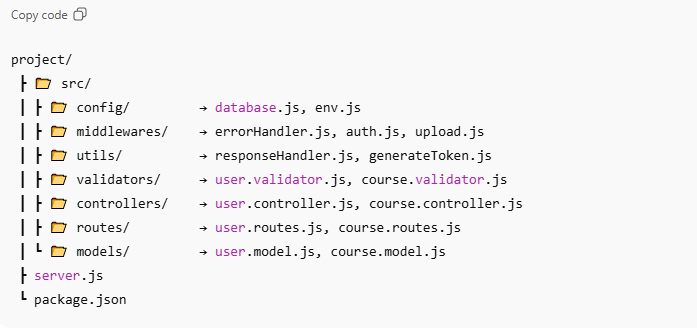 Copy code
project/
┣ 📂 src/
┃ ┣ 📂 config/ → database.js, env.js
┃ ┣ 📂 middlewares/ → errorHandler.js, auth.js, upload.js
┃ ┣ 📂 utils/ → responseHandler.js, generateToken.js
┃ ┣ 📂 validators/ → user.validator.js, course.validator.js
┃ ┣ 📂 controllers/ → user.controller.js, course.controller.js
┃ ┣ 📂 routes/ → user.routes.js, course.routes.js
┃ ┗ 📂 models/ → user.model.js, course.model.js
┣ server.js
┗ package.json